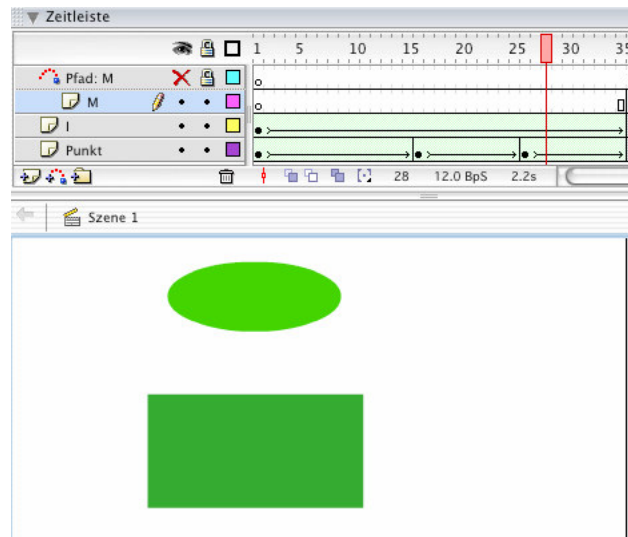 Zeitleiste
1 5 10 15 20 25 30 35
Pfad: M
M
I
Punkt
28 12.0 BpS 2.2s
Szene 1